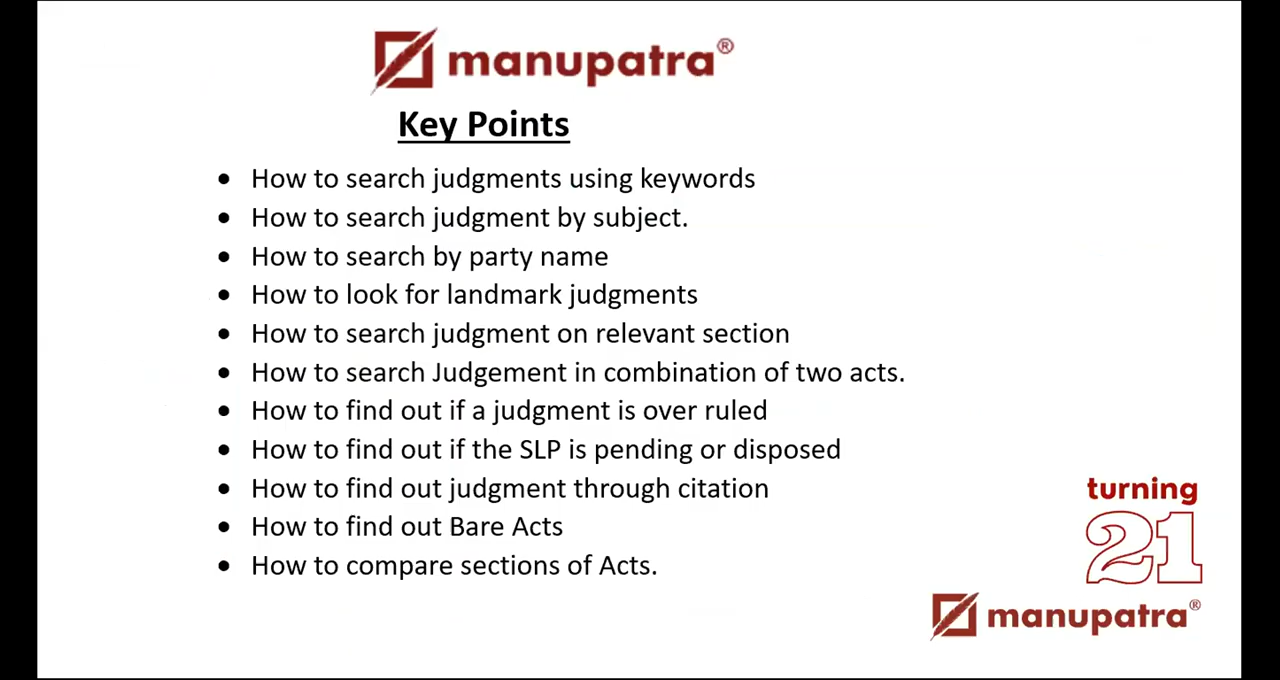 manupatra®
Key Points
• How to search judgments using keywords
• How to search judgment by subject.
• How to search by party name
• How to look for landmark judgments
• How to search judgment on relevant section
• How to search Judgement in combination of two acts.
• How to find out if a judgment is over ruled
• How to find out if the SLP is pending or disposed
• How to find out judgment through citation
• How to find out Bare Acts
• How to compare sections of Acts.
turning
21
manupatra®